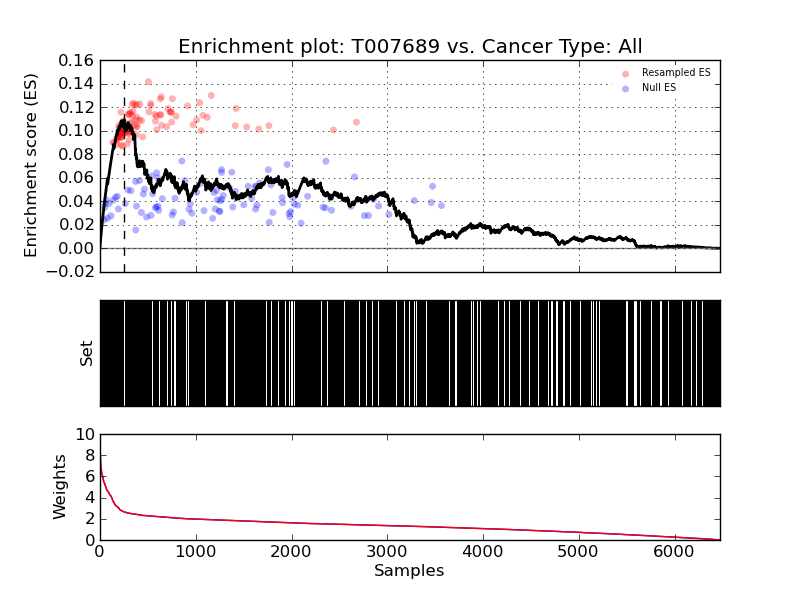 Enrichment plot: T007689 vs. Cancer Type: All
Enrichment score (ES)
0.16
0.14
0.12
0.10
0.08
0.06
0.04
0.02
0.00
−0.02
Resampled ES
Null ES
Set
Weights
10
8
6
4
2
0
0 1000 2000 3000 4000 5000 6000
Samples